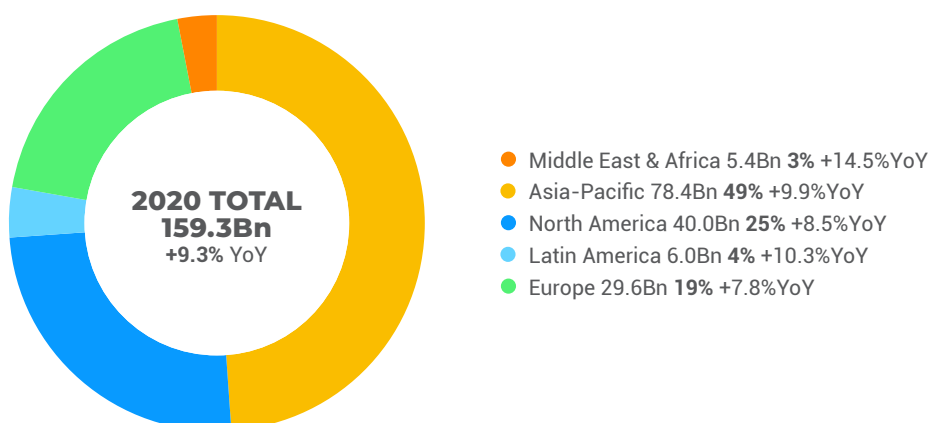 2020 TOTAL
159.3Bn
+9.3% YoY
Middle East & Africa 5.4Bn 3% +14.5%YoY
Asia-Pacific 78.4Bn 49% +9.9%YoY
North America 40.0Bn 25% +8.5%YoY
Latin America 6.0Bn 4% +10.3%YoY
Europe 29.6Bn 19% +7.8%YoY